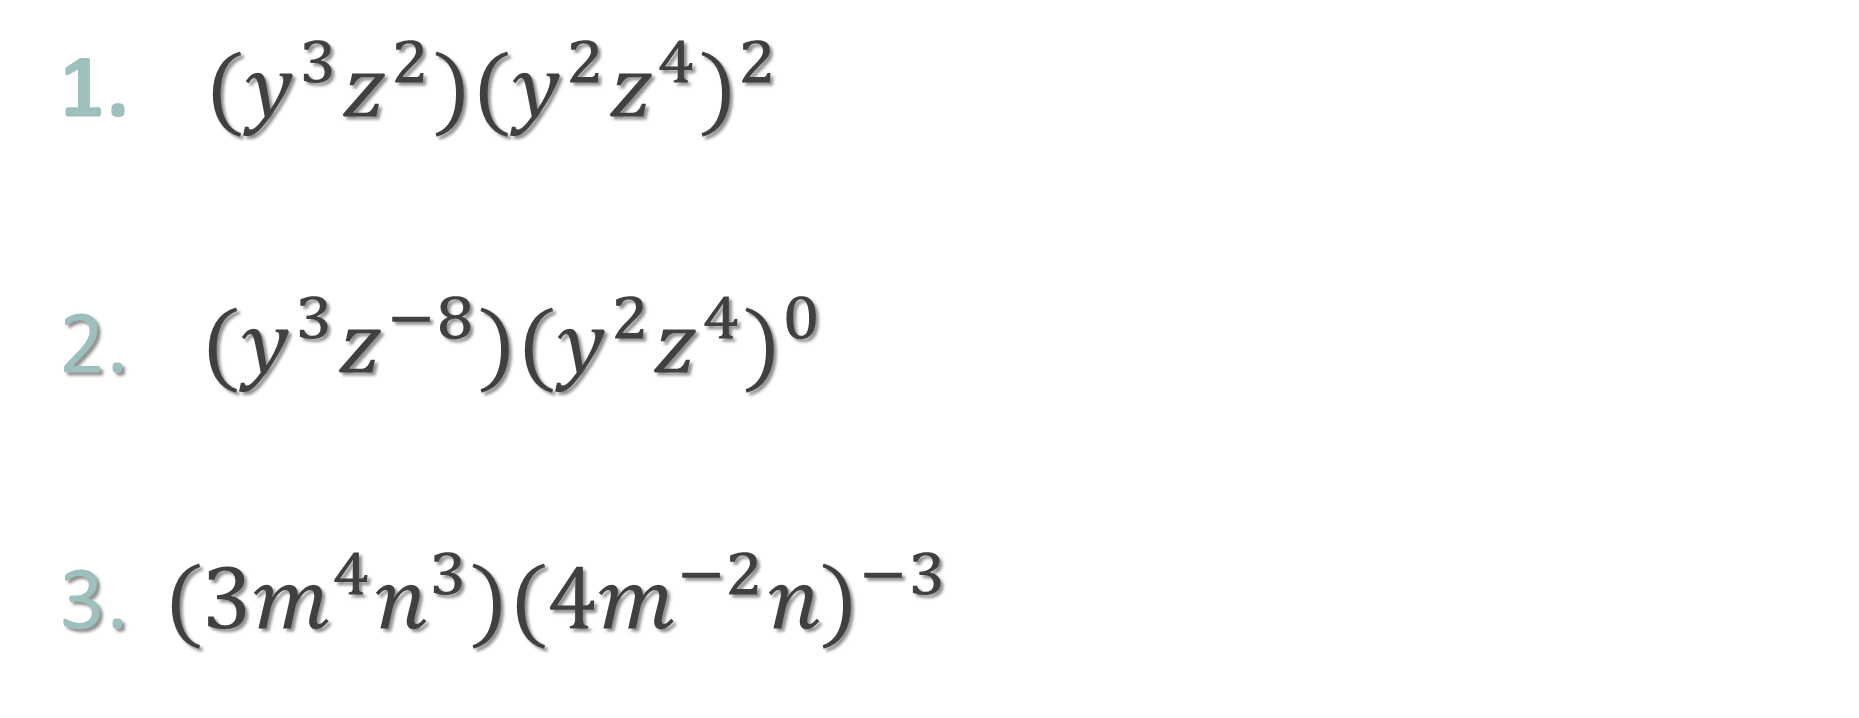 1. (y³z²)(y²z⁴)²
2. (y³z⁻⁸)(y²z⁴)⁰
3. (3m⁴n³)(4m⁻²n)⁻³